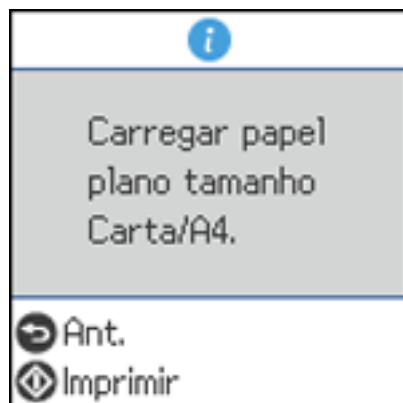 Carregar papel
plano tamanho
Carta/A4.
Ant.
Imprimir